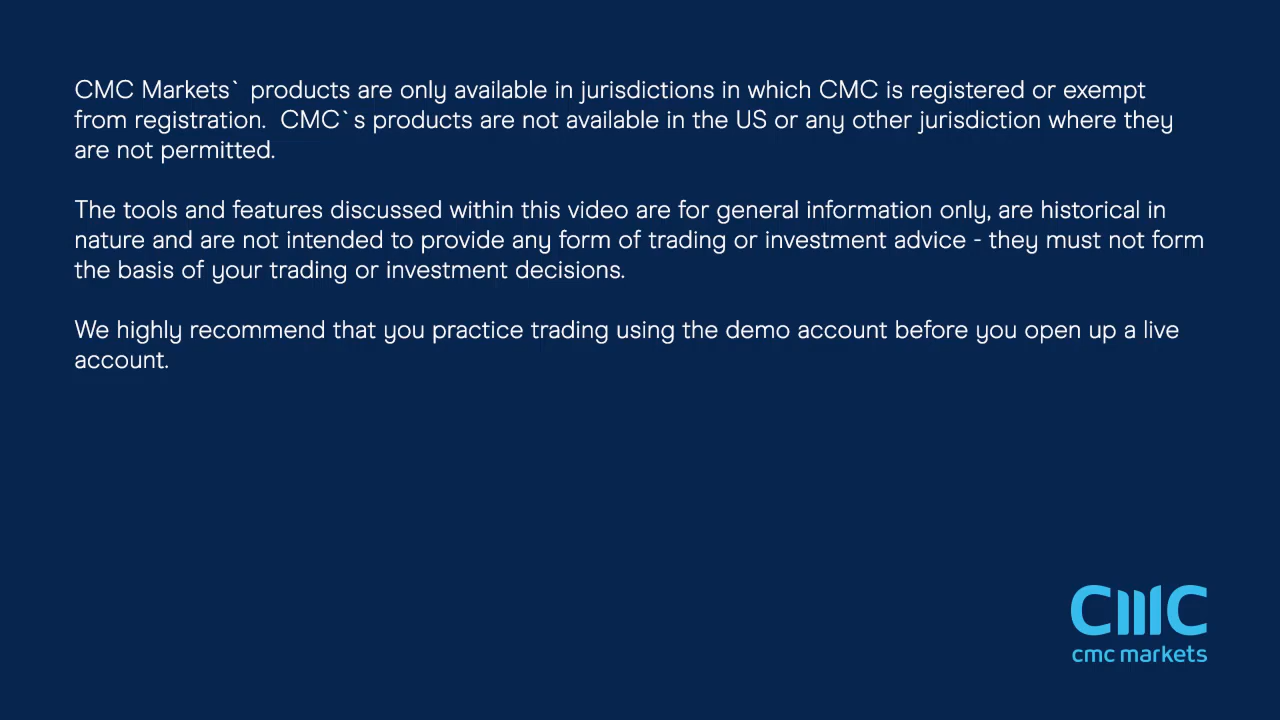 CMC Markets` products are only available in jurisdictions in which CMC is registered or exempt
from registration.  CMC`s products are not available in the US or any other jurisdiction where they
are not permitted.
The tools and features discussed within this video are for general information only, are historical in
nature and are not intended to provide any form of trading or investment advice - they must not form
the basis of your trading or investment decisions.
We highly recommend that you practice trading using the demo account before you open up a live
account.
CMC
cmc markets